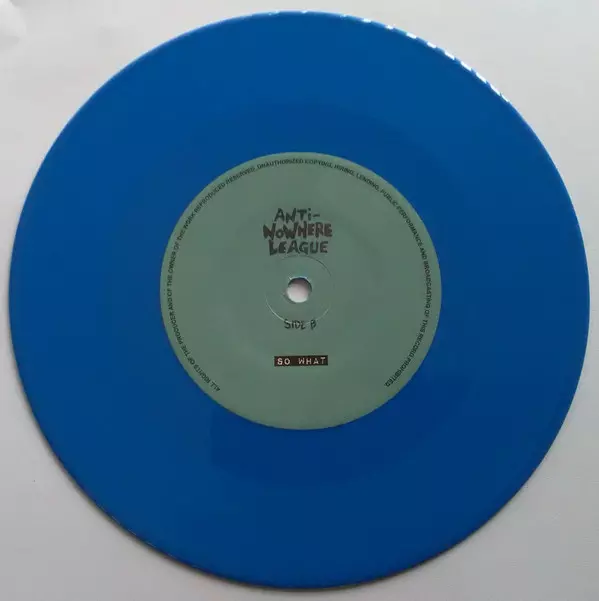 ALL RIGHTS OF THE PRODUCER AND OF THE OWNER OF THE WORK REPRODUCED RESERVED. UNAUTHORIZED COPYING, HIRING, LENDING, PUBLIC PERFORMANCE AND BROADCASTING OF THIS RECORD PROHIBITED
ANTI-
NOWHERE
LEAGUE
SIDE B
SO WHAT